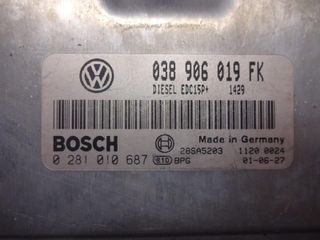 038 906 019 FK
DIESEL EDC15P+ 1429
BOSCH
Made in Germany
28SA5203 1120 0024
0 281 010 687 S10 BPG 01-06-27